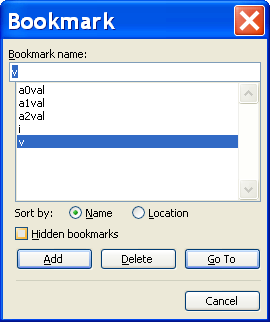 Bookmark
Bookmark name:
v
a0val
a1val
a2val
i
v
Sort by: Name Location
Hidden bookmarks
Add Delete Go To
Cancel